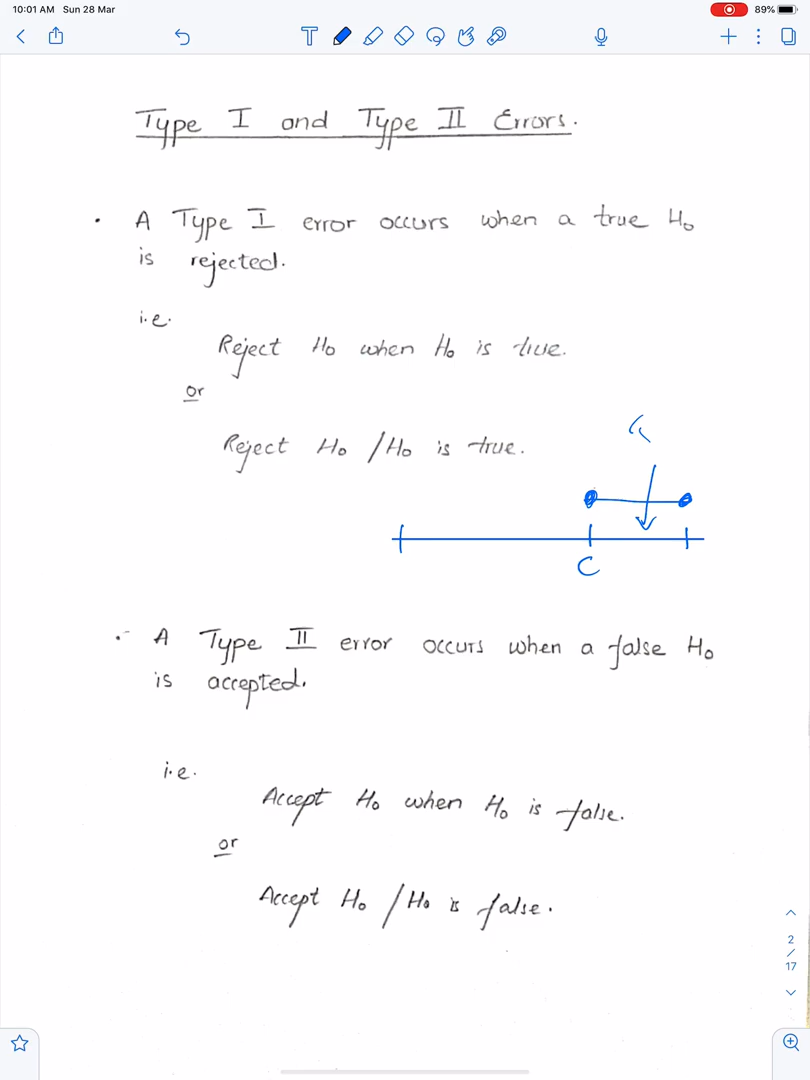 10:01 AM Sun 28 Mar
89%
T
Type I and Type II Errors.
• A Type I error occurs when a true H₀
is rejected.
i.e.
Reject H₀ when H₀ is true.
or
Reject H₀ / H₀ is true.
C
• A Type II error occurs when a false H₀
is accepted.
i.e.
Accept H₀ when H₀ is false.
or
Accept H₀ / H₀ is false.
2
/
17